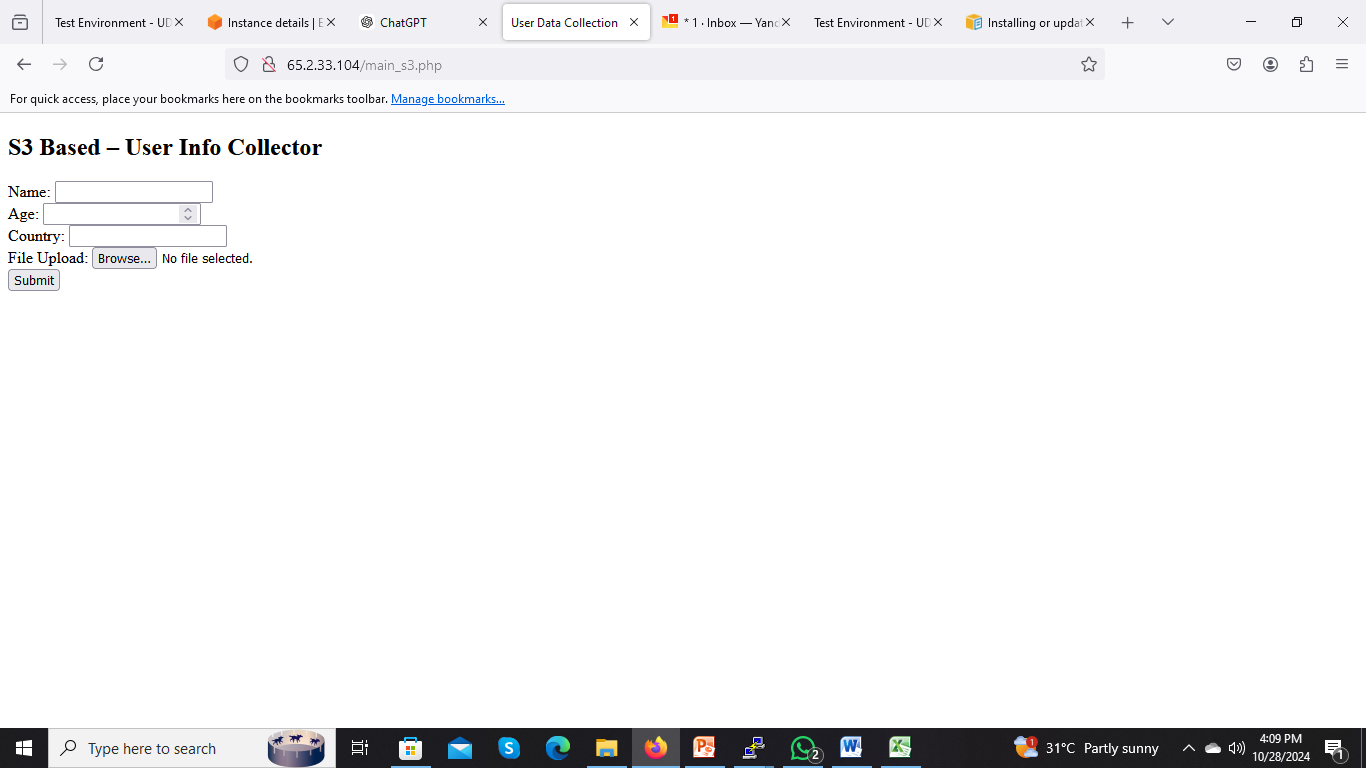 Test Environment - UD
Instance details | E
ChatGPT
User Data Collection
* 1 · Inbox — Yand
Test Environment - UD
Installing or updat
65.2.33.104/main_s3.php
For quick access, place your bookmarks here on the bookmarks toolbar. Manage bookmarks...
S3 Based – User Info Collector
Name:
Age:
Country:
File Upload: Browse... No file selected.
Submit
Type here to search
31°C Partly sunny
4:09 PM
10/28/2024